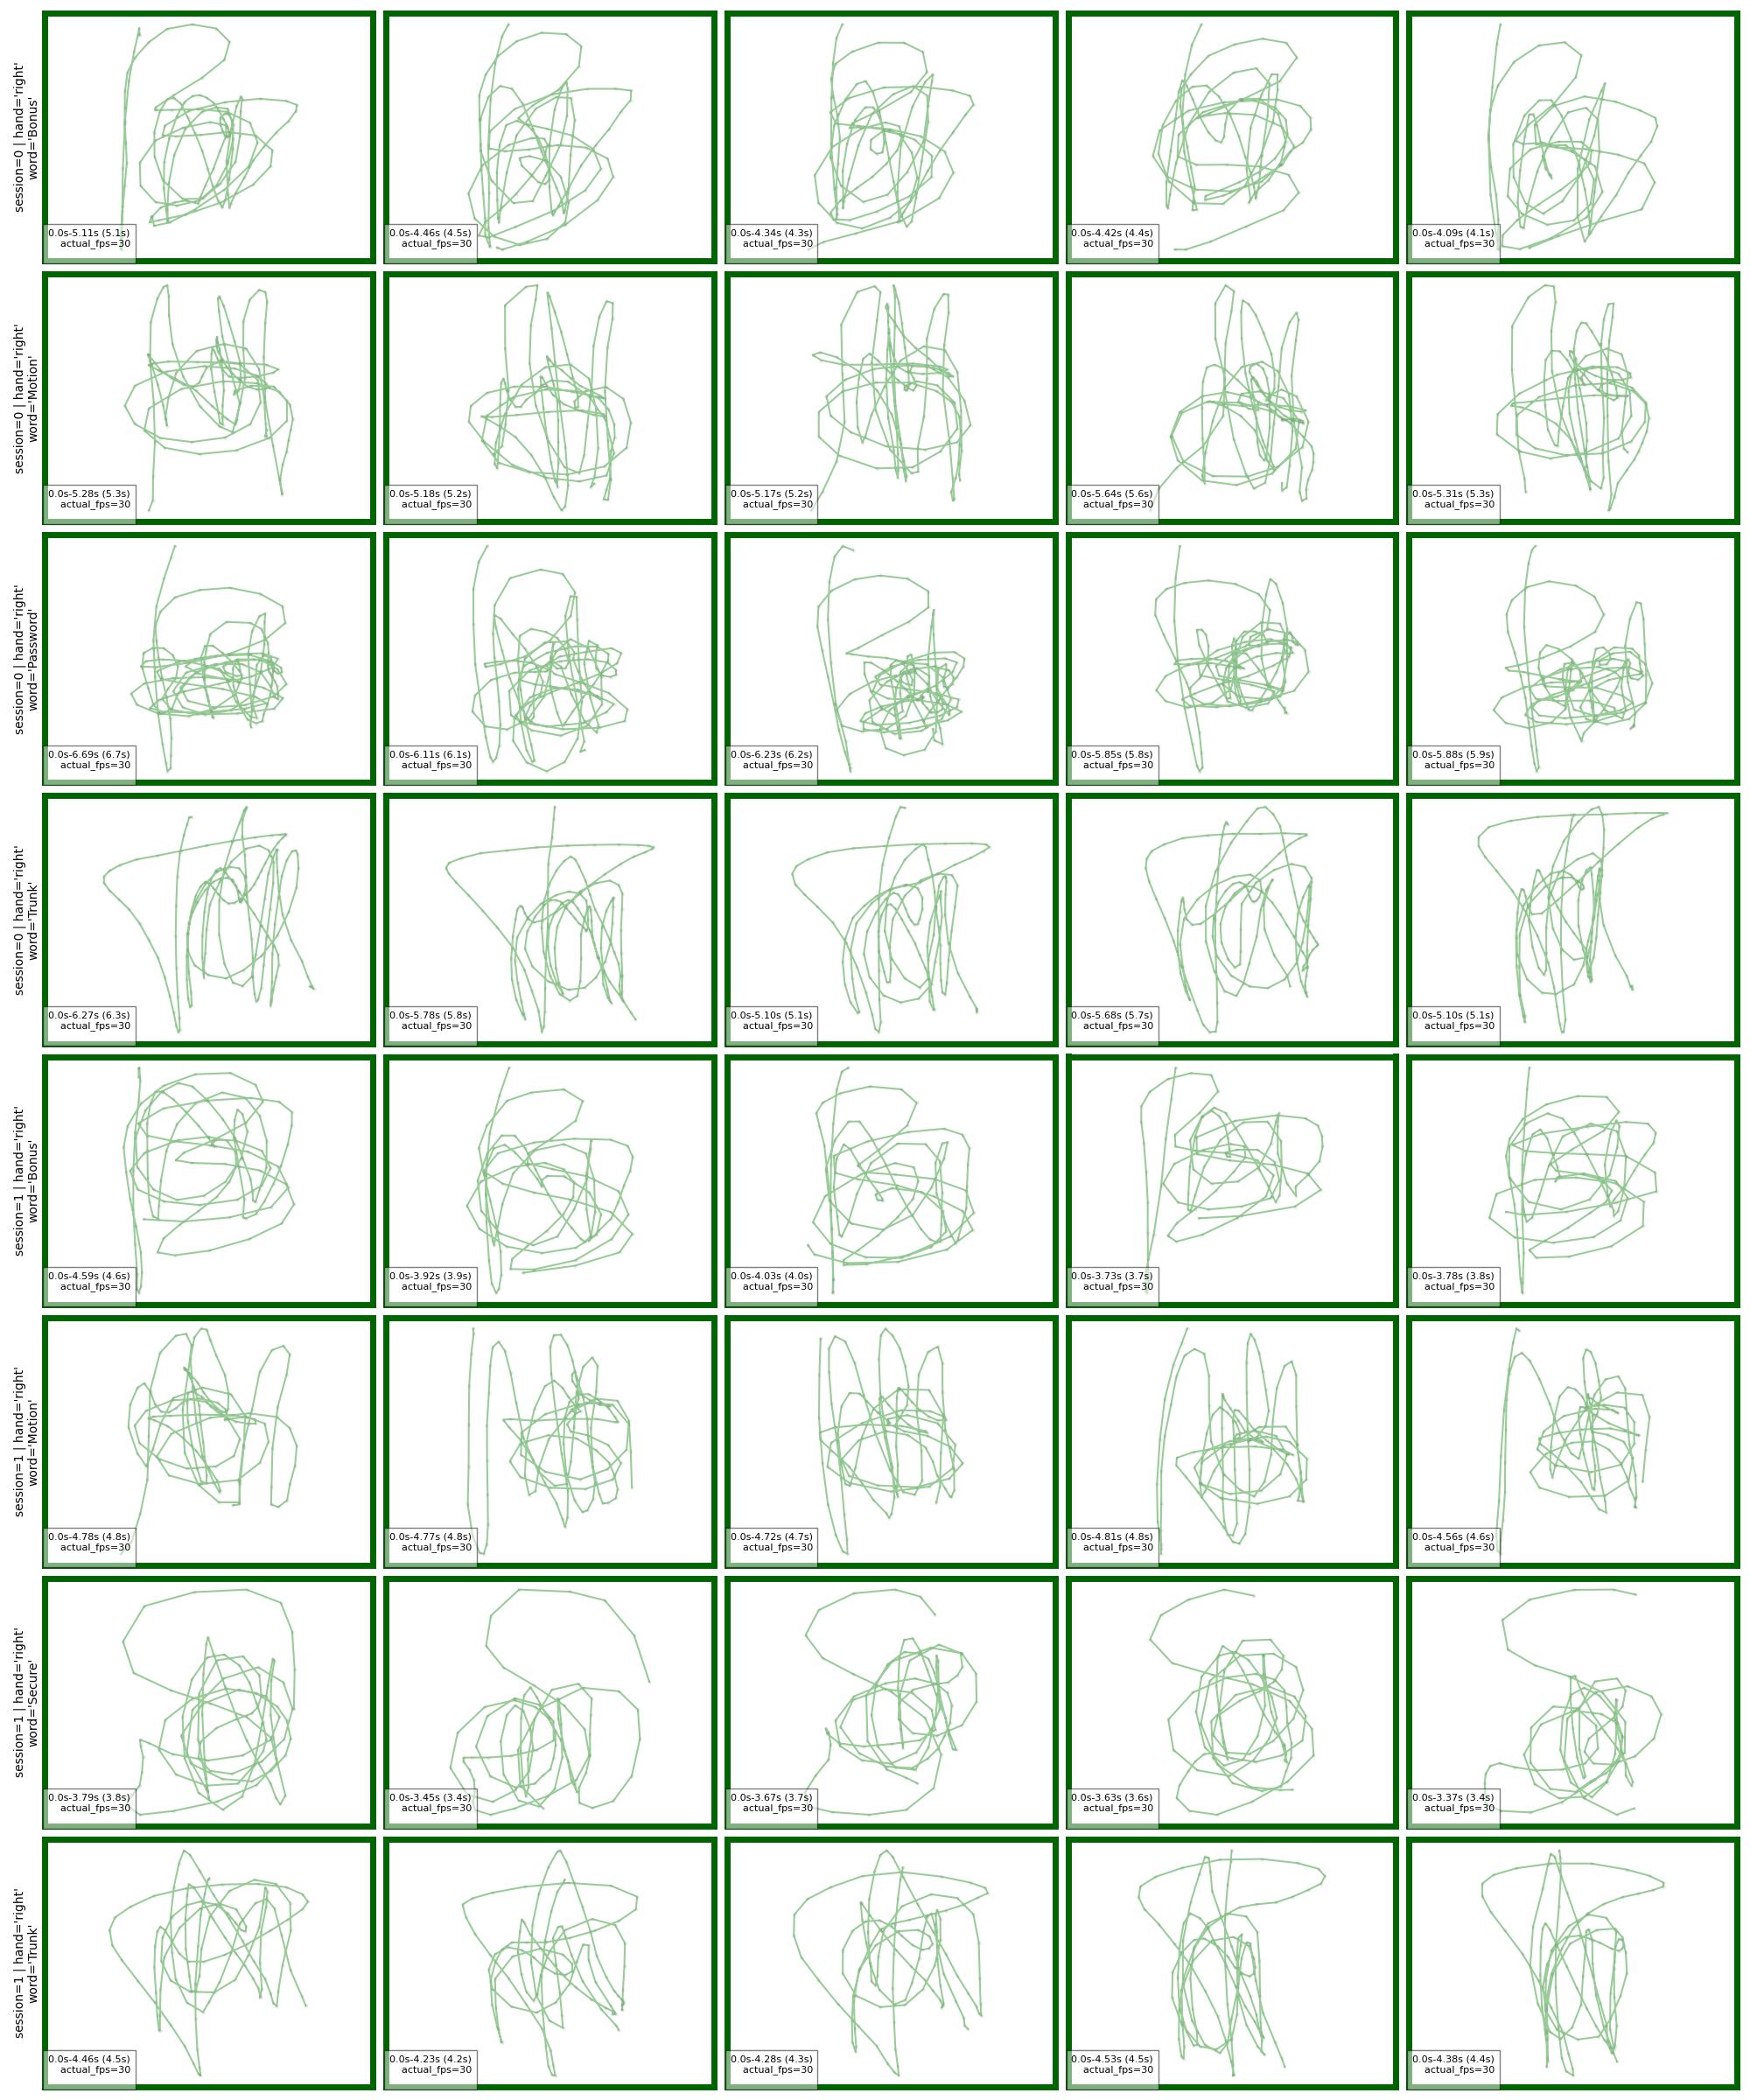 session=0 | hand='right'
word='Bonus'
0.0s-5.11s (5.1s)
actual_fps=30
0.0s-4.46s (4.5s)
actual_fps=30
0.0s-4.34s (4.3s)
actual_fps=30
0.0s-4.42s (4.4s)
actual_fps=30
0.0s-4.09s (4.1s)
actual_fps=30
session=0 | hand='right'
word='Motion'
0.0s-5.28s (5.3s)
actual_fps=30
0.0s-5.18s (5.2s)
actual_fps=30
0.0s-5.17s (5.2s)
actual_fps=30
0.0s-5.64s (5.6s)
actual_fps=30
0.0s-5.31s (5.3s)
actual_fps=30
session=0 | hand='right'
word='Password'
0.0s-6.69s (6.7s)
actual_fps=30
0.0s-6.11s (6.1s)
actual_fps=30
0.0s-6.23s (6.2s)
actual_fps=30
0.0s-5.85s (5.8s)
actual_fps=30
0.0s-5.88s (5.9s)
actual_fps=30
session=0 | hand='right'
word='Trunk'
0.0s-6.27s (6.3s)
actual_fps=30
0.0s-5.78s (5.8s)
actual_fps=30
0.0s-5.10s (5.1s)
actual_fps=30
0.0s-5.68s (5.7s)
actual_fps=30
0.0s-5.10s (5.1s)
actual_fps=30
session=1 | hand='right'
word='Bonus'
0.0s-4.59s (4.6s)
actual_fps=30
0.0s-3.92s (3.9s)
actual_fps=30
0.0s-4.03s (4.0s)
actual_fps=30
0.0s-3.73s (3.7s)
actual_fps=30
0.0s-3.78s (3.8s)
actual_fps=30
session=1 | hand='right'
word='Motion'
0.0s-4.78s (4.8s)
actual_fps=30
0.0s-4.77s (4.8s)
actual_fps=30
0.0s-4.72s (4.7s)
actual_fps=30
0.0s-4.81s (4.8s)
actual_fps=30
0.0s-4.56s (4.6s)
actual_fps=30
session=1 | hand='right'
word='Secure'
0.0s-3.79s (3.8s)
actual_fps=30
0.0s-3.45s (3.4s)
actual_fps=30
0.0s-3.67s (3.7s)
actual_fps=30
0.0s-3.63s (3.6s)
actual_fps=30
0.0s-3.37s (3.4s)
actual_fps=30
session=1 | hand='right'
word='Trunk'
0.0s-4.46s (4.5s)
actual_fps=30
0.0s-4.23s (4.2s)
actual_fps=30
0.0s-4.28s (4.3s)
actual_fps=30
0.0s-4.53s (4.5s)
actual_fps=30
0.0s-4.38s (4.4s)
actual_fps=30